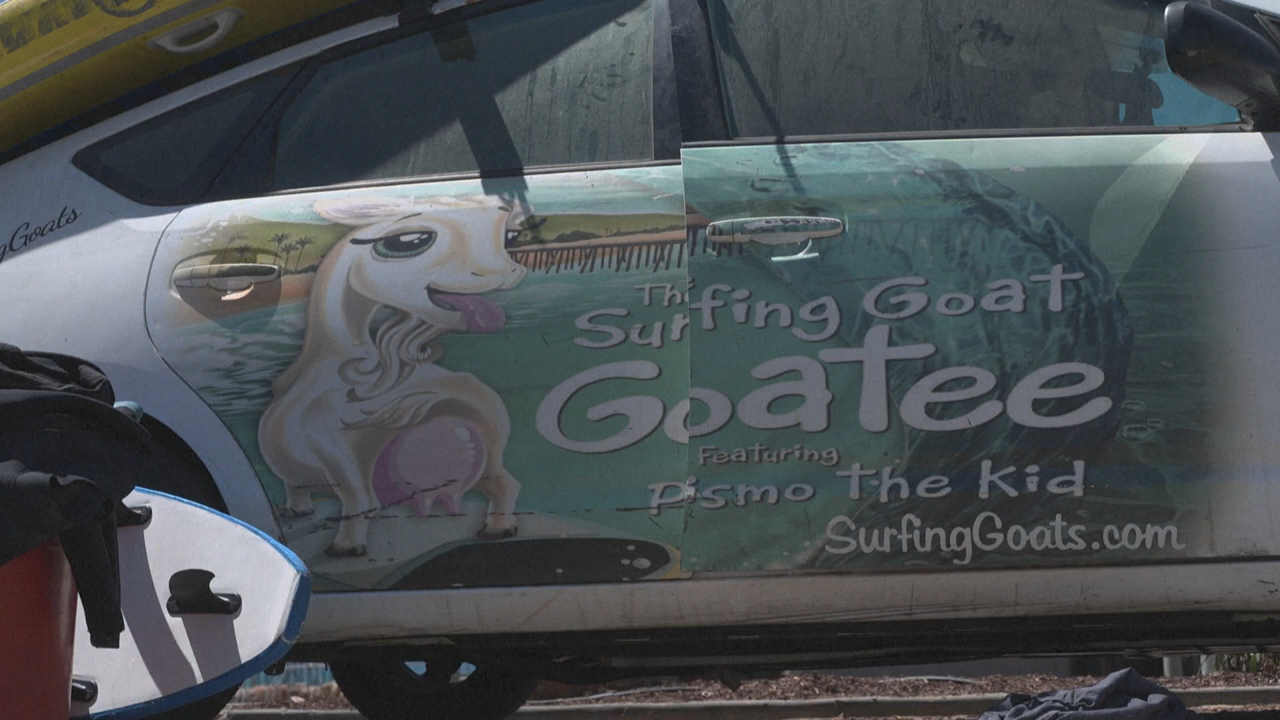 gGoats
The
Surfing Goat
Goatee
Featuring
Pismo the Kid
SurfingGoats.com